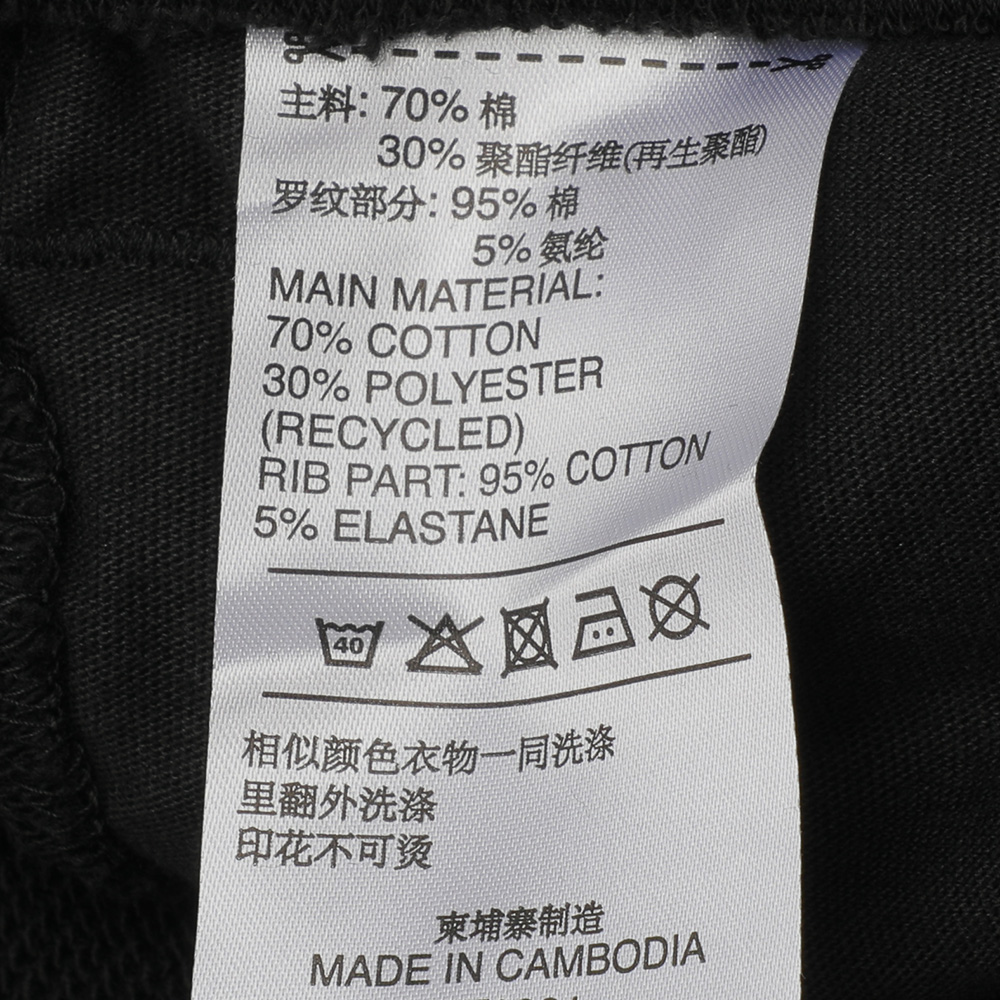 主料: 70% 棉
30% 聚酯纤维(再生聚酯)
罗纹部分: 95% 棉
5% 氨纶
MAIN MATERIAL:
70% COTTON
30% POLYESTER
(RECYCLED)
RIB PART: 95% COTTON
5% ELASTANE
40
相似颜色衣物一同洗涤
里翻外洗涤
印花不可烫
柬埔寨制造
MADE IN CAMBODIA